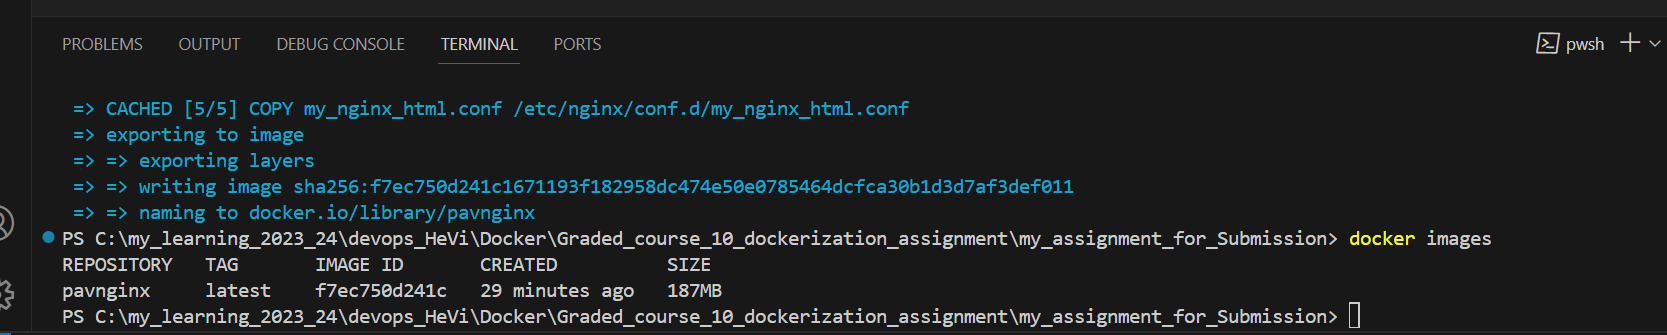 PROBLEMS OUTPUT DEBUG CONSOLE TERMINAL PORTS pwsh
=> CACHED [5/5] COPY my_nginx_html.conf /etc/nginx/conf.d/my_nginx_html.conf
=> exporting to image
=> => exporting layers
=> => writing image sha256:f7ec750d241c1671193f182958dc474e50e0785464dcfca30b1d3d7af3def011
=> => naming to docker.io/library/pavnginx
PS C:\my_learning_2023_24\devops_HeVi\Docker\Graded_course_10_dockerization_assignment\my_assignment_for_Submission> docker images
REPOSITORY TAG IMAGE ID CREATED SIZE
pavnginx latest f7ec750d241c 29 minutes ago 187MB
PS C:\my_learning_2023_24\devops_HeVi\Docker\Graded_course_10_dockerization_assignment\my_assignment_for_Submission>